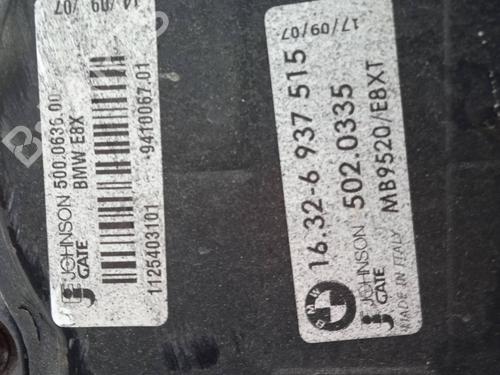 14/09/07
JOHNSON 500.0636.00
GATE BMW E8X
9410067.01
1125403101
17/09/07
16.32-6 937 515
BMW
JOHNSON 502.0335
GATE MB9520/E8XT
MADE IN ITALY